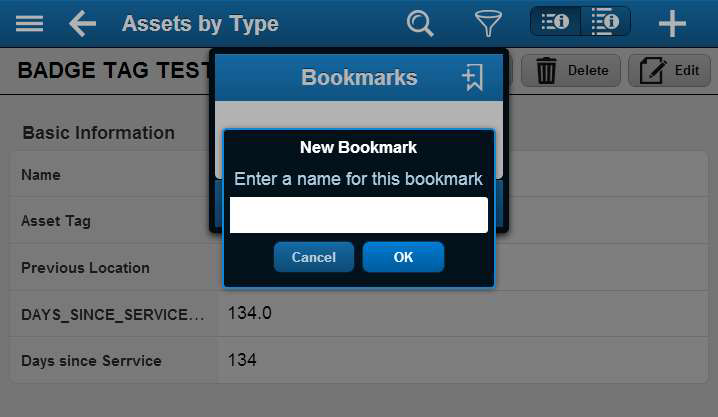 Assets by Type
BADGE TAG TEST
Delete
Edit
Bookmarks
Basic Information
New Bookmark
Enter a name for this bookmark
Cancel
OK
Name
Asset Tag
Previous Location
DAYS_SINCE_SERVICE... 134.0
Days since Serrvice 134